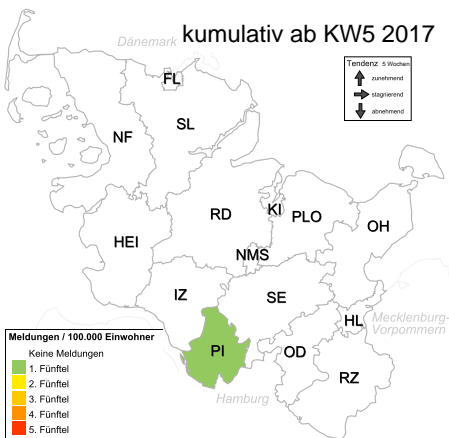 kumulativ ab KW5 2017
Dänemark
Tendenz 5 Wochen
zunehmend
stagnierend
abnehmend
FL
SL
NF
RD
KI
PLO
OH
HEI
NMS
IZ
SE
HL
Mecklenburg-
Vorpommern
PI
OD
RZ
Hamburg
Meldungen / 100.000 Einwohner
Keine Meldungen
1. Fünftel
2. Fünftel
3. Fünftel
4. Fünftel
5. Fünftel